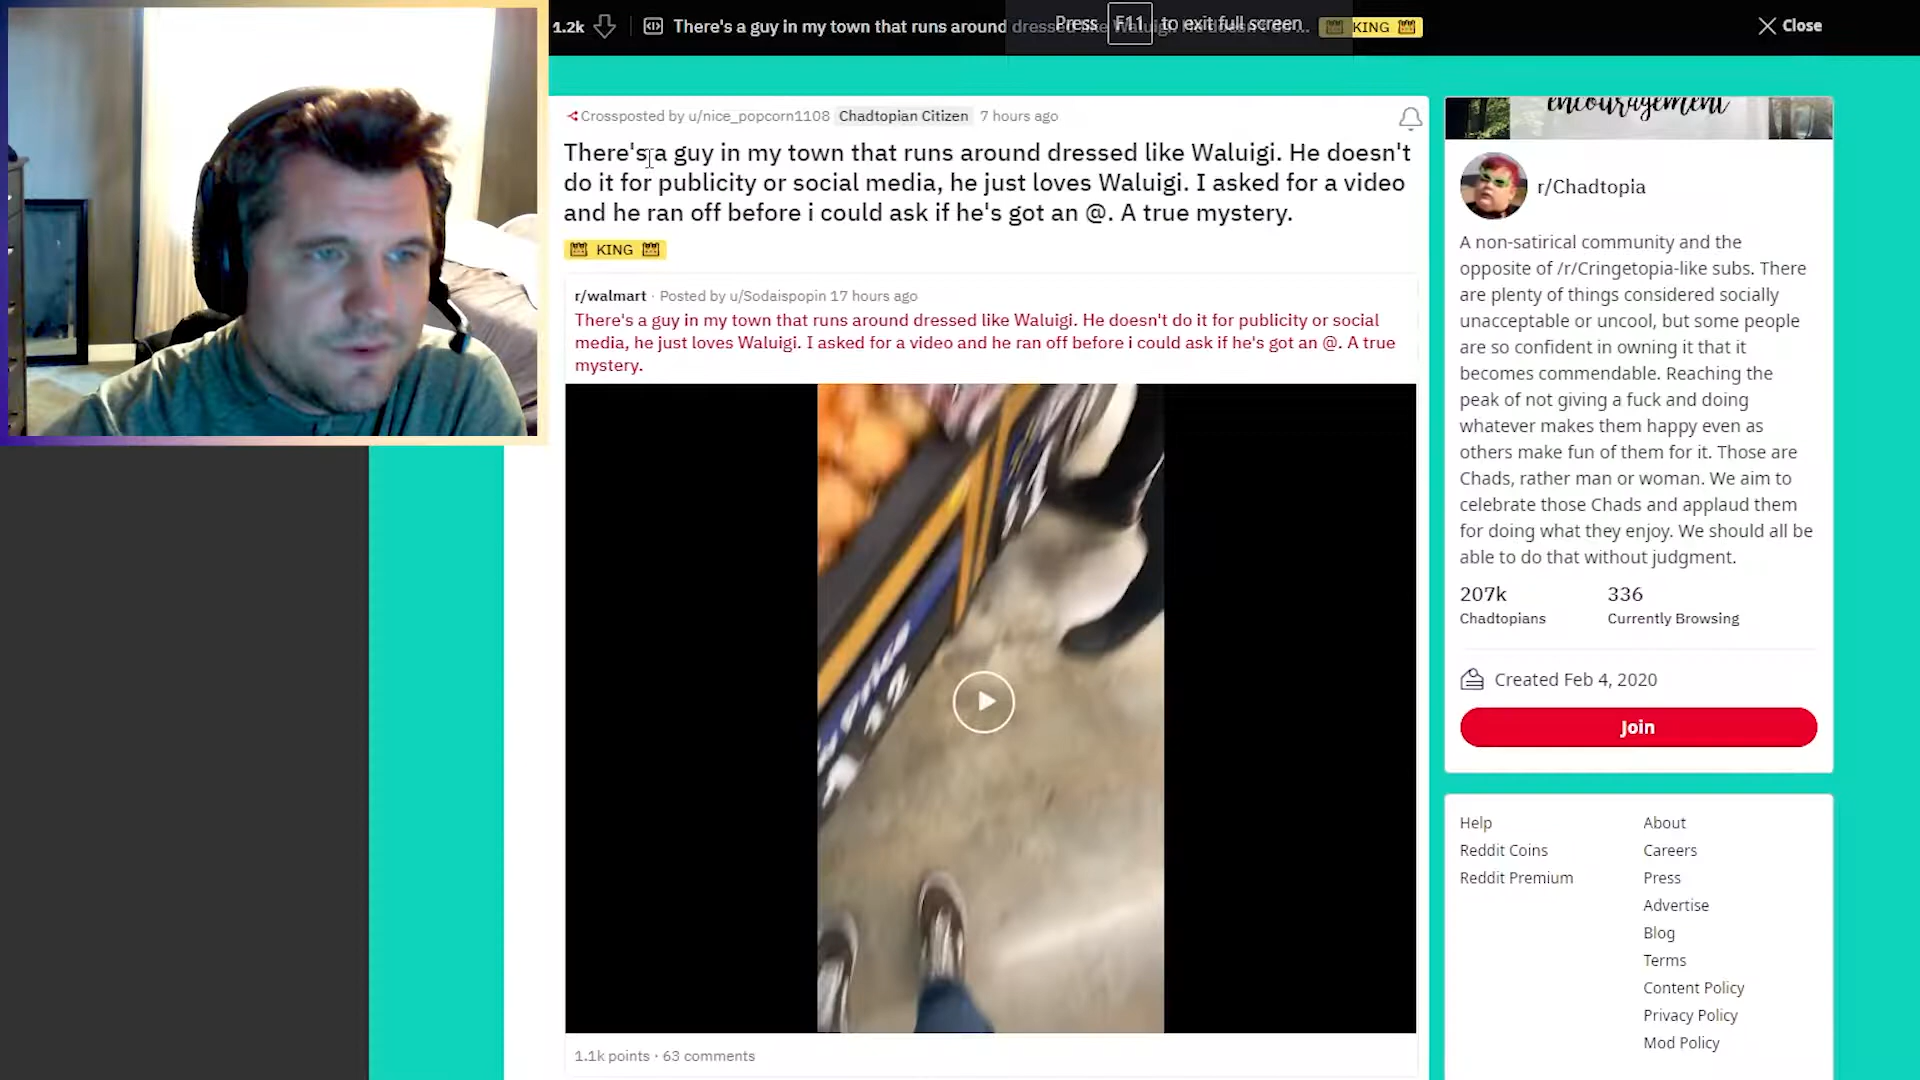 1.2k
There's a guy in my town that runs around dressed like Waluigi. He doesn't do...
KING
Press F11 to exit full screen
Close
Crossposted by u/nice_popcorn1108 Chadtopian Citizen 7 hours ago
There's a guy in my town that runs around dressed like Waluigi. He doesn't
do it for publicity or social media, he just loves Waluigi. I asked for a video
and he ran off before i could ask if he's got an @. A true mystery.
KING
r/walmart · Posted by u/Sodaispopin 17 hours ago
There's a guy in my town that runs around dressed like Waluigi. He doesn't do it for publicity or social
media, he just loves Waluigi. I asked for a video and he ran off before i could ask if he's got an @. A true
mystery.
1.1k points · 63 comments
encouragement
r/Chadtopia
A non-satirical community and the
opposite of /r/Cringetopia-like subs. There
are plenty of things considered socially
unacceptable or uncool, but some people
are so confident in owning it that it
becomes commendable. Reaching the
peak of not giving a fuck and doing
whatever makes them happy even as
others make fun of them for it. Those are
Chads, rather man or woman. We aim to
celebrate those Chads and applaud them
for doing what they enjoy. We should all be
able to do that without judgment.
207k
336
Chadtopians
Currently Browsing
Created Feb 4, 2020
Join
Help
About
Reddit Coins
Careers
Reddit Premium
Press
Advertise
Blog
Terms
Content Policy
Privacy Policy
Mod Policy